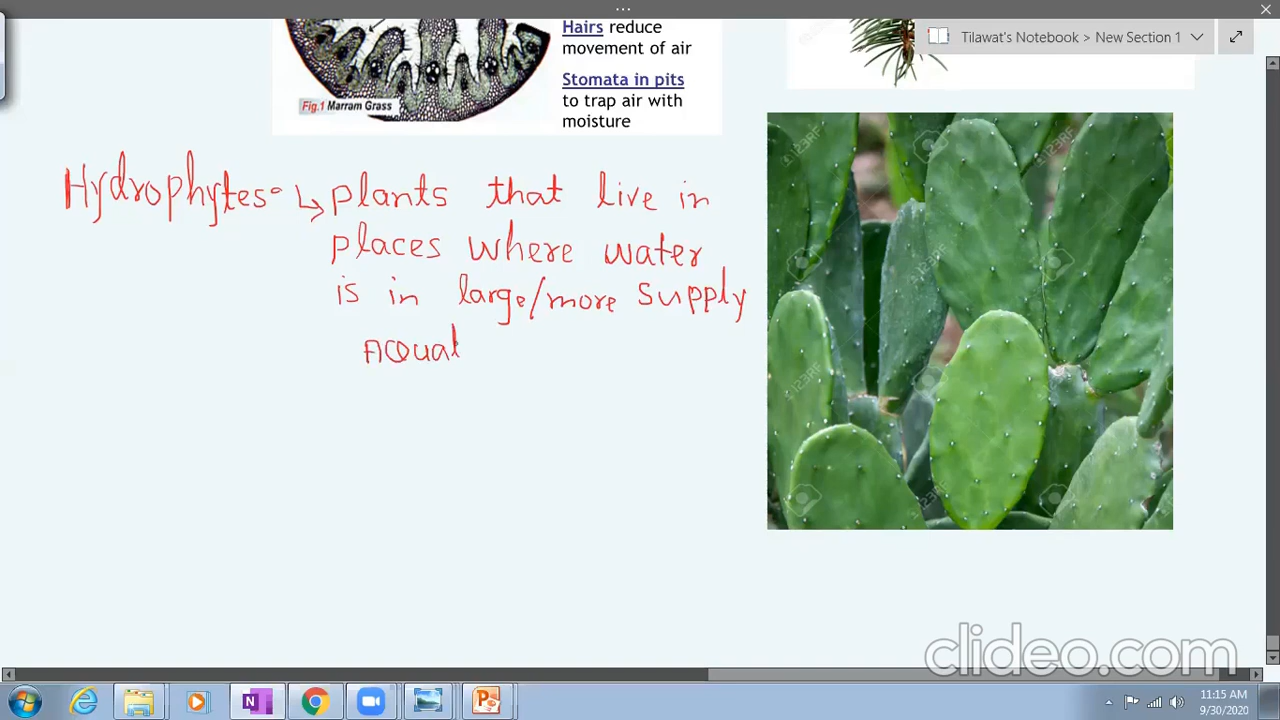 Tilawat's Notebook > New Section 1
Hairs reduce
movement of air
Stomata in pits
to trap air with
moisture
Fig.1 Marram Grass
Hydrophytes :- ↳ plants that live in
places where water
is in large/more supply
Acqual
123RF
clideo.com
11:15 AM
9/30/2020